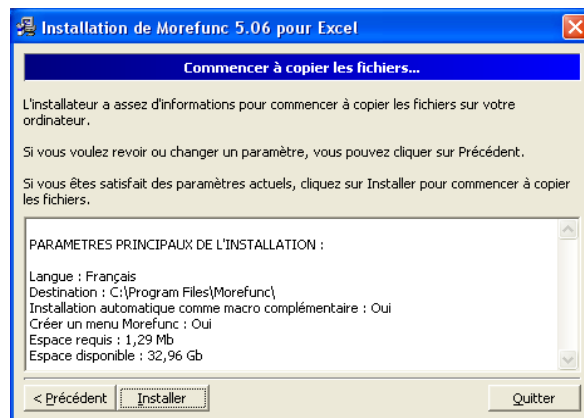 Installation de Morefunc 5.06 pour Excel
Commencer à copier les fichiers...
L'installateur a assez d'informations pour commencer à copier les fichiers sur votre
ordinateur.
Si vous voulez revoir ou changer un paramètre, vous pouvez cliquer sur Précédent.
Si vous êtes satisfait des paramètres actuels, cliquez sur Installer pour commencer à copier
les fichiers.
PARAMETRES PRINCIPAUX DE L'INSTALLATION :
Langue : Français
Destination : C:\Program Files\Morefunc\
Installation automatique comme macro complémentaire : Oui
Créer un menu Morefunc : Oui
Espace requis : 1,29 Mb
Espace disponible : 32,96 Gb
< Précédent Installer Quitter